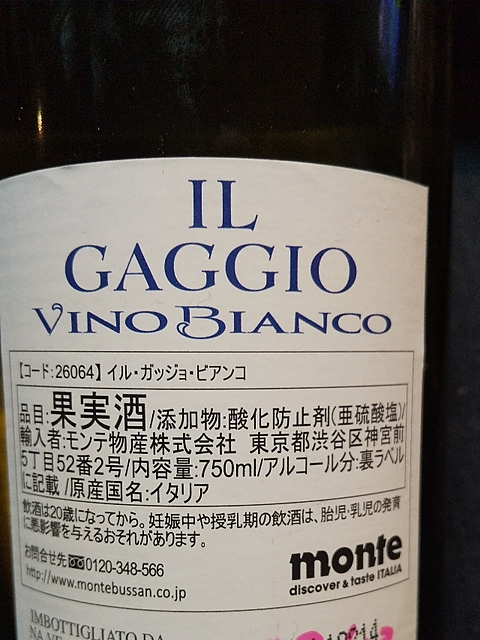 IL
GAGGIO
VINO BIANCO
【コード:26064】イル・ガッジョ・ビアンコ
品目:果実酒/添加物:酸化防止剤(亜硫酸塩)/
輸入者:モンテ物産株式会社 東京都渋谷区神宮前
5丁目52番2号/内容量:750ml/アルコール分:裏ラベル
に記載/原産国名:イタリア
飲酒は20歳になってから。妊娠中や授乳期の飲酒は、胎児・乳児の発育
に悪影響を与えるおそれがあります。
お問合せ先 0120-348-566
http://www.montebussan.co.jp
monte
discover & taste ITALIA
IMBOTTIGLIATO DA